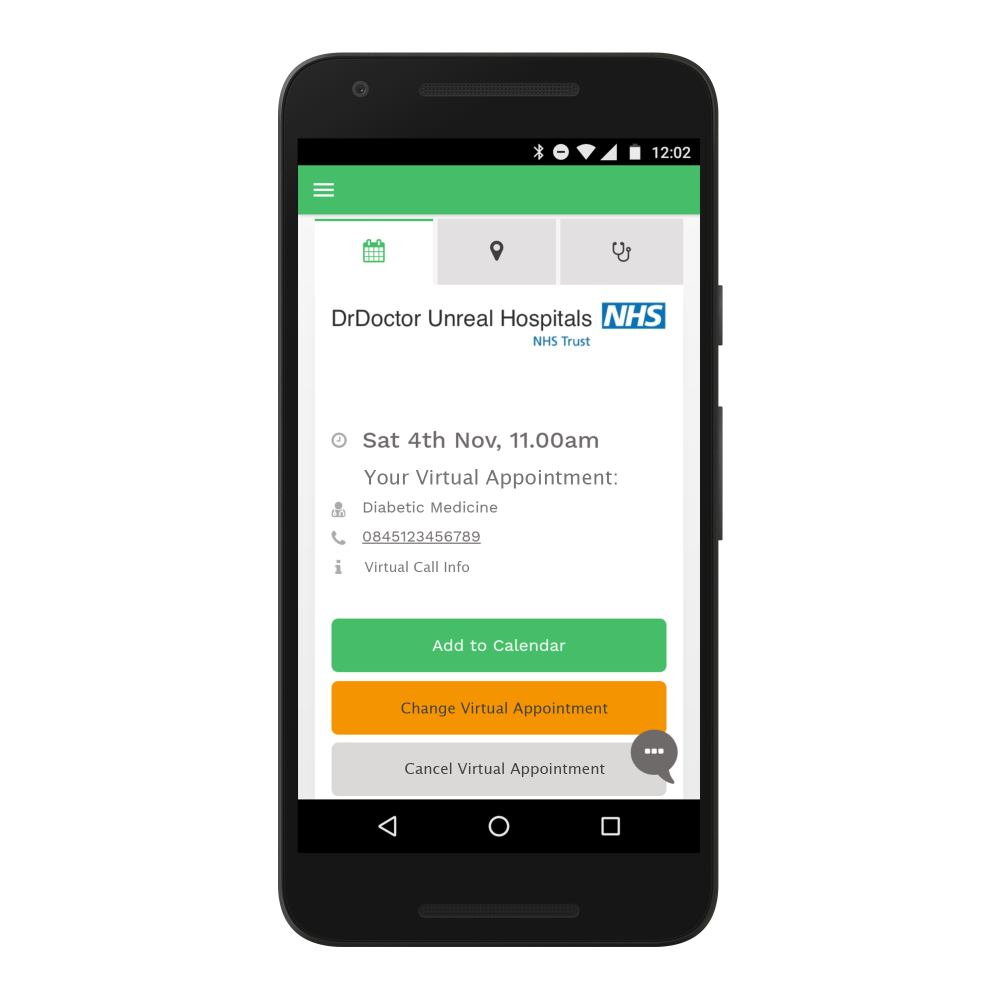 12:02
DrDoctor Unreal Hospitals NHS
NHS Trust
Sat 4th Nov, 11.00am
Your Virtual Appointment:
Diabetic Medicine
0845123456789
Virtual Call Info
Add to Calendar
Change Virtual Appointment
Cancel Virtual Appointment